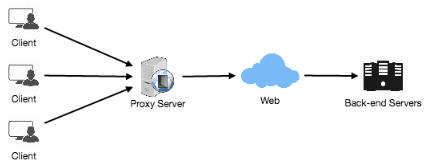 Client
Client
Client
Proxy Server
Web
Back-end Servers